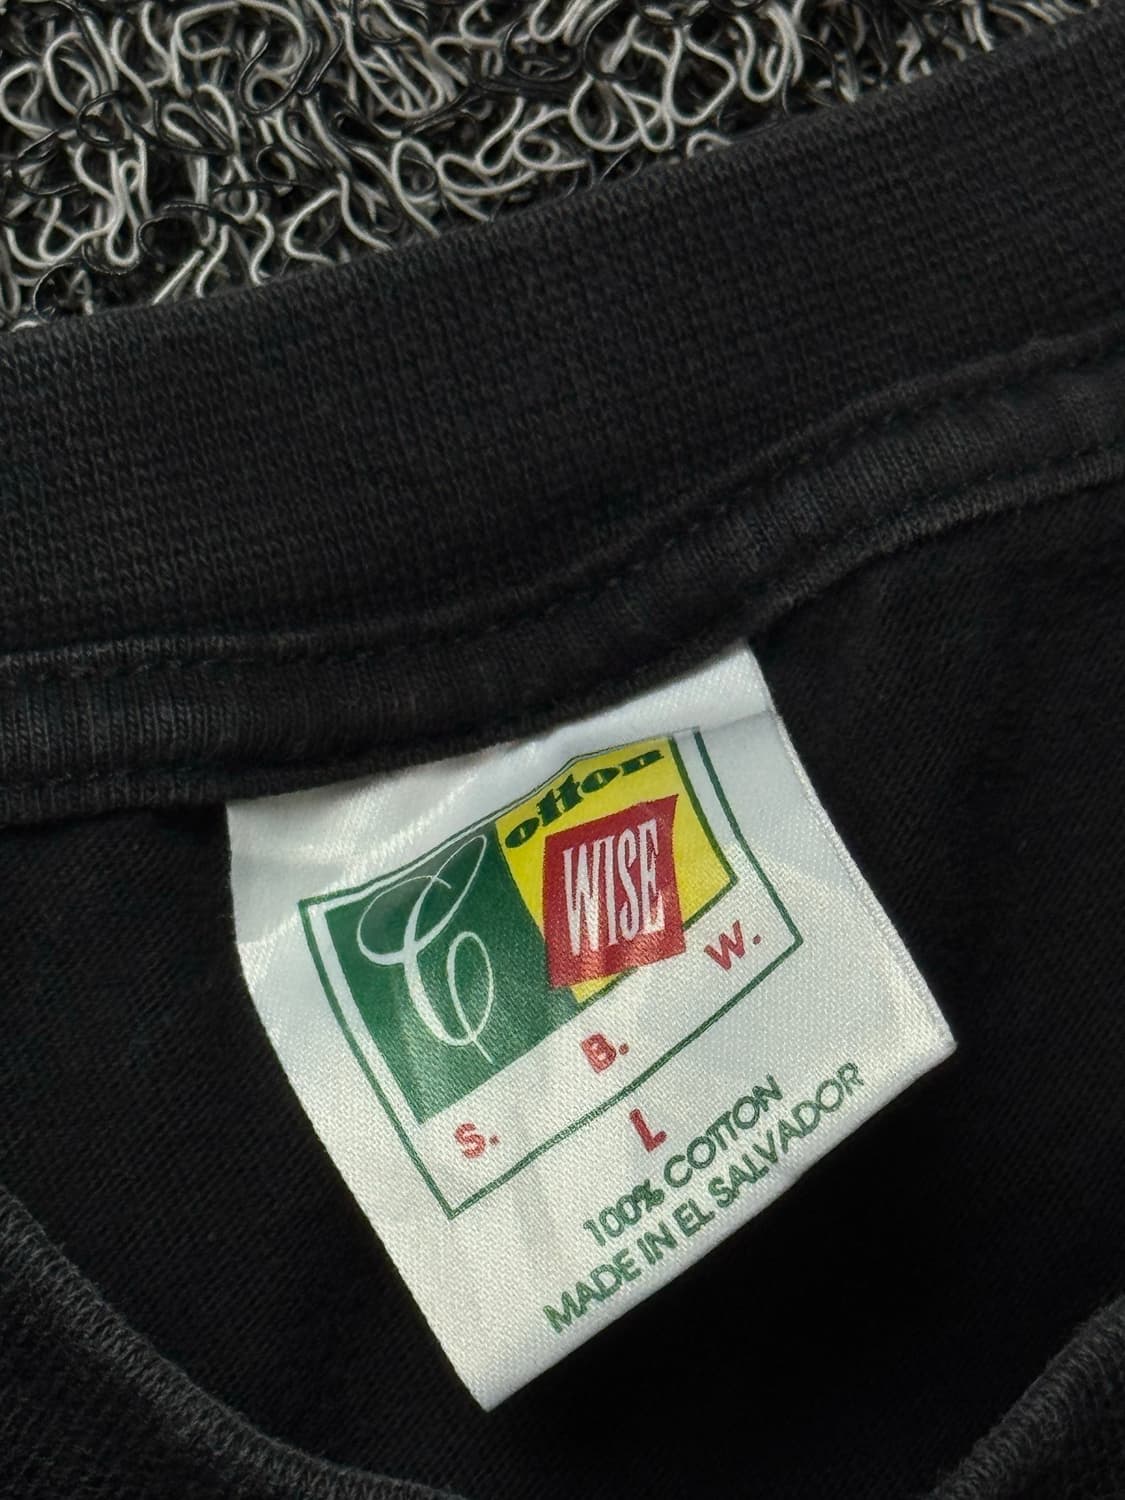 Cotton
WISE
S. B. W.
L
100% COTTON
MADE IN EL SALVADOR